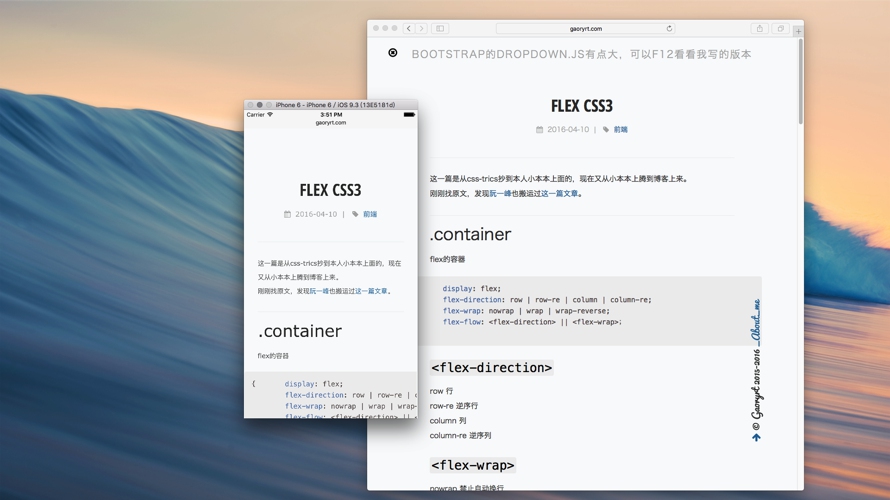 gaoryrt.com
BOOTSTRAP的DROPDOWN.JS有点大，可以F12看看我写的版本
FLEX CSS3
2016-04-10 | 前端
这一篇是从css-trics抄到本人小本本上面的，现在又从小本本上腾到博客上来。
刚刚找原文，发现阮一峰也搬运过这一篇文章。
.container
flex的容器
display: flex;
flex-direction: row | row-re | column | column-re;
flex-wrap: nowrap | wrap | wrap-reverse;
flex-flow: <flex-direction> || <flex-wrap>;
<flex-direction>
row 行
row-re 逆序行
column 列
column-re 逆序列
<flex-wrap>
nowrap 禁止自动换行
© Gaoryrt 2015-2016 _About_me
iPhone 6 - iPhone 6 / iOS 9.3 (13E5181d)
Carrier 3:51 PM
gaoryrt.com
FLEX CSS3
2016-04-10 | 前端
这一篇是从css-trics抄到本人小本本上面的，现在
又从小本本上腾到博客上来。
刚刚找原文，发现阮一峰也搬运过这一篇文章。
.container
flex的容器
{ display: flex;
flex-direction: row | row-re | c
flex-wrap: nowrap | wrap | wrap-
flex-flow: <flex-direction> || <